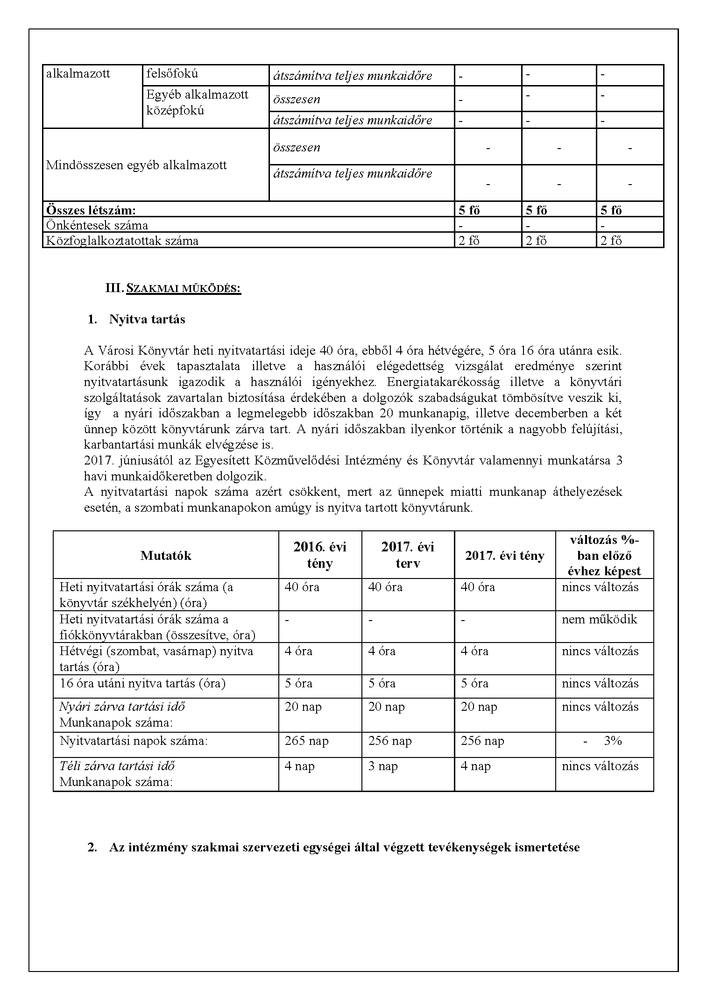 alkalmazott felsőfokú átszámítva teljes munkaidőre - - -
Egyéb alkalmazott
középfokú
összesen - - -
átszámítva teljes munkaidőre - - -
Mindösszesen egyéb alkalmazott
összesen - - -
átszámítva teljes munkaidőre
- - -
Összes létszám: 5 fő 5 fő 5 fő
Önkéntesek száma - - -
Közfoglalkoztatottak száma 2 fő 2 fő 2 fő
III. SZAKMAI MŰKÖDÉS:
1. Nyitva tartás
A Városi Könyvtár heti nyitvatartási ideje 40 óra, ebből 4 óra hétvégére, 5 óra 16 óra utánra esik.
Korábbi évek tapasztalata illetve a használói elégedettség vizsgálat eredménye szerint
nyitvatartásunk igazodik a használói igényekhez. Energiatakarékosság illetve a könyvtári
szolgáltatások zavartalan biztosítása érdekében a dolgozók szabadságukat tömbösítve veszik ki,
így a nyári időszakban a legmelegebb időszakban 20 munkanapig, illetve decemberben a két
ünnep között könyvtárunk zárva tart. A nyári időszakban ilyenkor történik a nagyobb felújítási,
karbantartási munkák elvégzése is.
2017. júniusától az Egyesített Közművelődési Intézmény és Könyvtár valamennyi munkatársa 3
havi munkaidőkeretben dolgozik.
A nyitvatartási napok száma azért csökkent, mert az ünnepek miatti munkanap áthelyezések
esetén, a szombati munkanapokon amúgy is nyitva tartott könyvtárunk.
Mutatók
2016. évi
tény
2017. évi
terv
2017. évi tény
változás %-
ban előző
évhez képest
Heti nyitvatartási órák száma (a
könyvtár székhelyén) (óra)
40 óra 40 óra 40 óra nincs változás
Heti nyitvatartási órák száma a
fiókkönyvtárakban (összesítve, óra)
- - - nem működik
Hétvégi (szombat, vasárnap) nyitva
tartás (óra)
4 óra 4 óra 4 óra nincs változás
16 óra utáni nyitva tartás (óra) 5 óra 5 óra 5 óra nincs változás
Nyári zárva tartási idő
Munkanapok száma:
20 nap 20 nap 20 nap nincs változás
Nyitvatartási napok száma: 265 nap 256 nap 256 nap - 3%
Téli zárva tartási idő
Munkanapok száma:
4 nap 3 nap 4 nap nincs változás
2. Az intézmény szakmai szervezeti egységei által végzett tevékenységek ismertetése